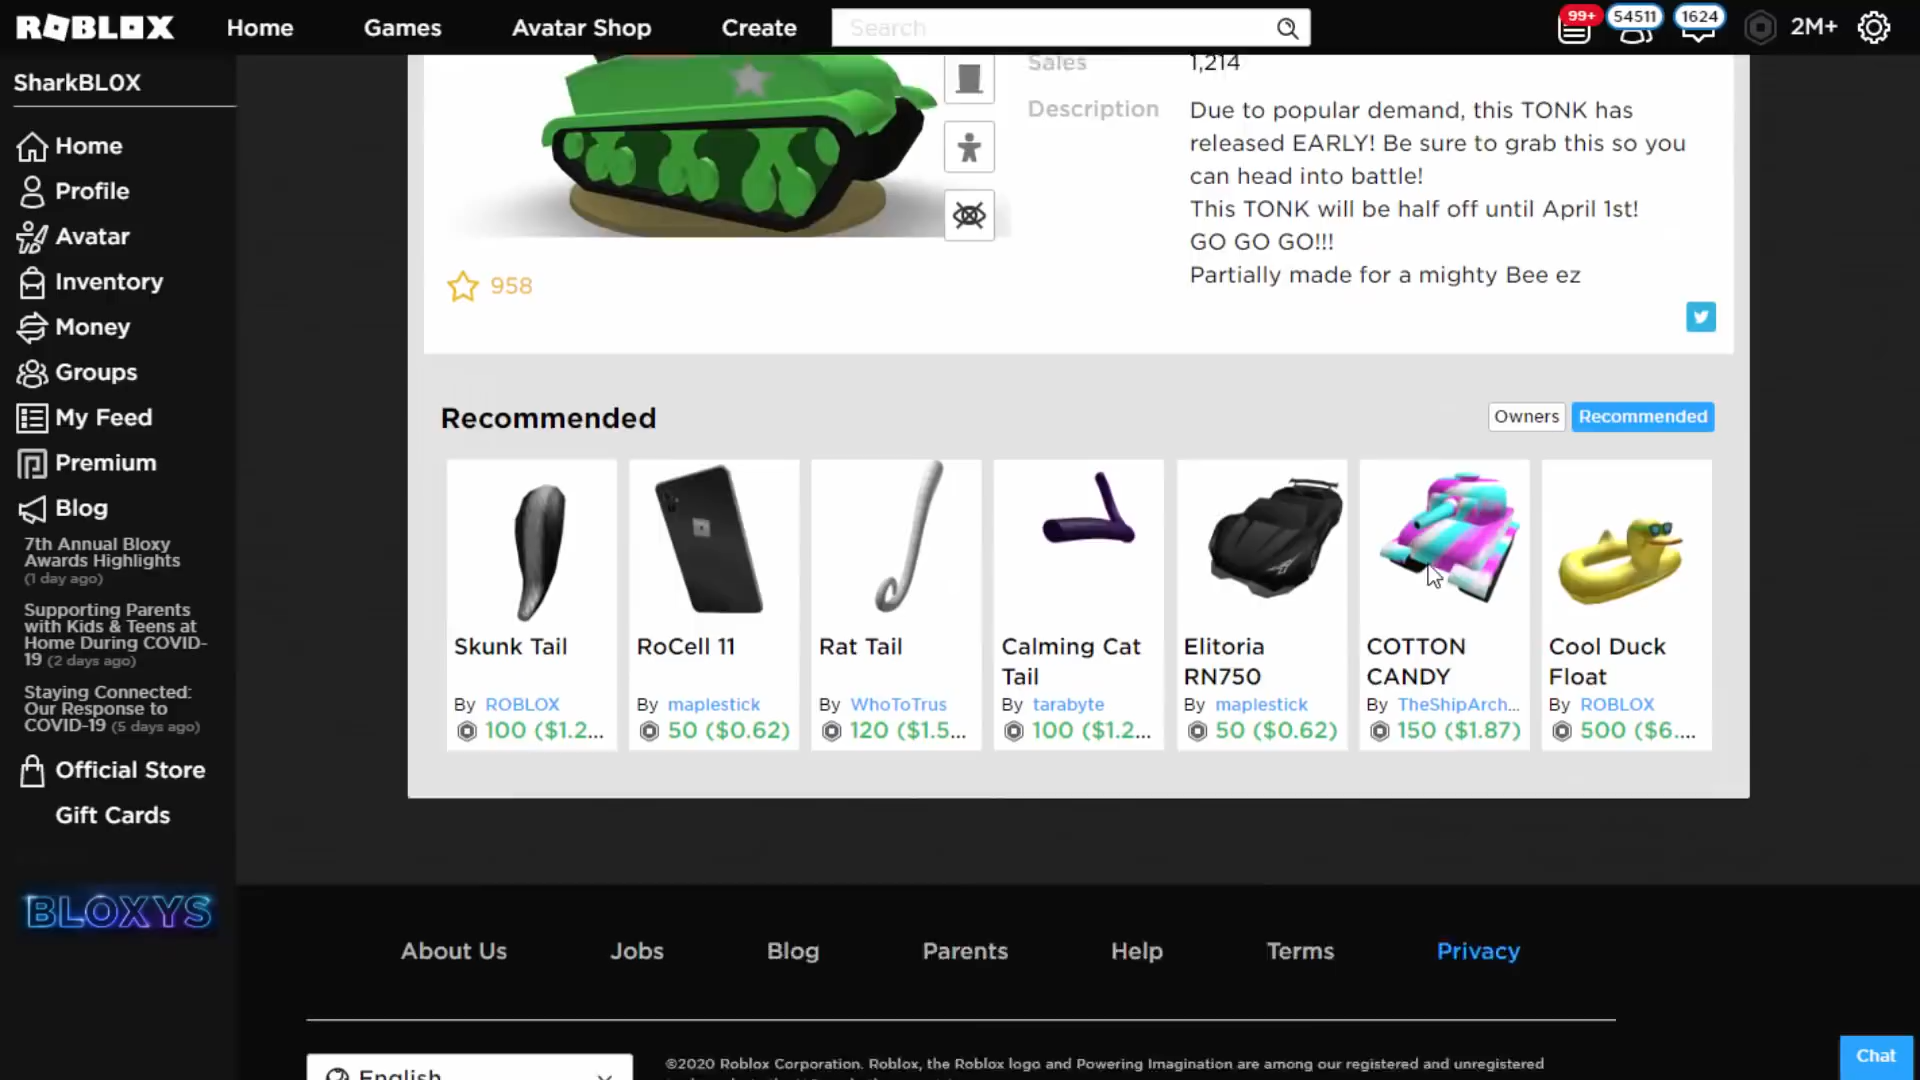 ROBLOX
Home
Games
Avatar Shop
Create
Search
99+
54511
1624
2M+
SharkBL0X
Home
Profile
Avatar
Inventory
Money
Groups
My Feed
Premium
Blog
7th Annual Bloxy
Awards Highlights
(1 day ago)
Supporting Parents
with Kids & Teens at
Home During COVID-
19 (2 days ago)
Staying Connected:
Our Response to
COVID-19 (5 days ago)
Official Store
Gift Cards
BLOXYS
Sales
1,214
Description
Due to popular demand, this TONK has
released EARLY! Be sure to grab this so you
can head into battle!
This TONK will be half off until April 1st!
GO GO GO!!!
Partially made for a mighty Bee ez
958
Recommended
Owners
Recommended
Skunk Tail
By ROBLOX
100 ($1.2...
RoCell 11
By maplestick
50 ($0.62)
Rat Tail
By WhoToTrus
120 ($1.5...
Calming Cat
Tail
By tarabyte
100 ($1.2...
Elitoria
RN750
By maplestick
50 ($0.62)
COTTON
CANDY
By TheShipArch...
150 ($1.87)
Cool Duck
Float
By ROBLOX
500 ($6....
About Us
Jobs
Blog
Parents
Help
Terms
Privacy
English
©2020 Roblox Corporation. Roblox, the Roblox logo and Powering Imagination are among our registered and unregistered
Chat